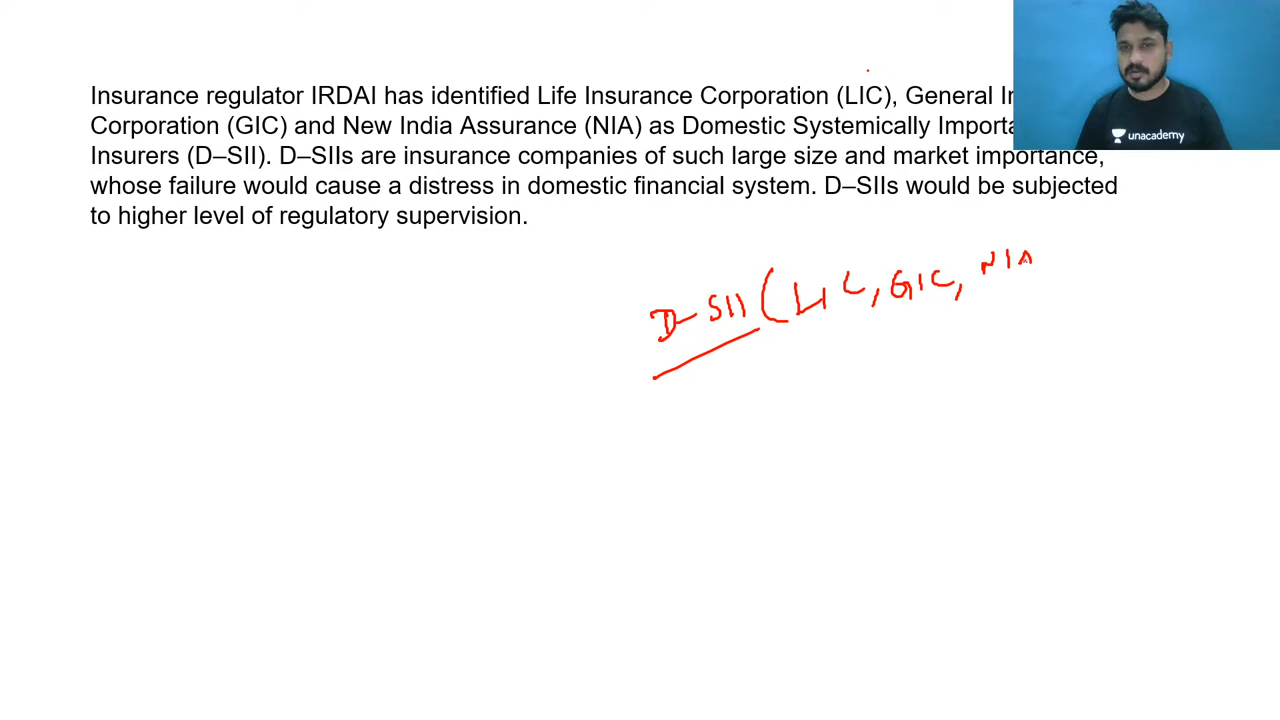 Insurance regulator IRDAI has identified Life Insurance Corporation (LIC), General
Corporation (GIC) and New India Assurance (NIA) as Domestic Systemically
Insurers (D–SII). D–SIIs are insurance companies of such large size and market importance,
whose failure would cause a distress in domestic financial system. D–SIIs would be subjected
to higher level of regulatory supervision.
D-SII (LIC, GIC, NIA
unacademy